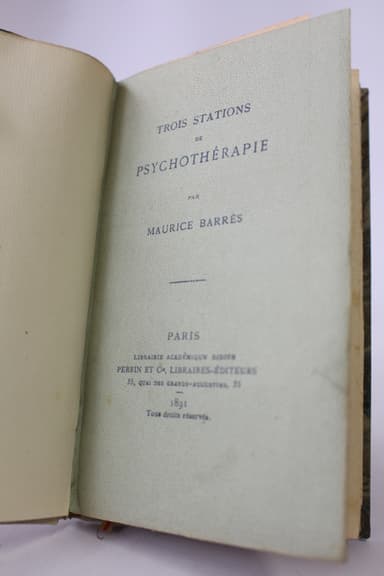 TROIS STATIONS
DE
PSYCHOTHÉRAPIE
PAR
MAURICE BARRÈS
PARIS
LIBRAIRIE ACADÉMIQUE DIDIER
PERRIN ET Cie, LIBRAIRES-ÉDITEURS
35, QUAI DES GRANDS-AUGUSTINS, 35
1891
Tous droits réservés.